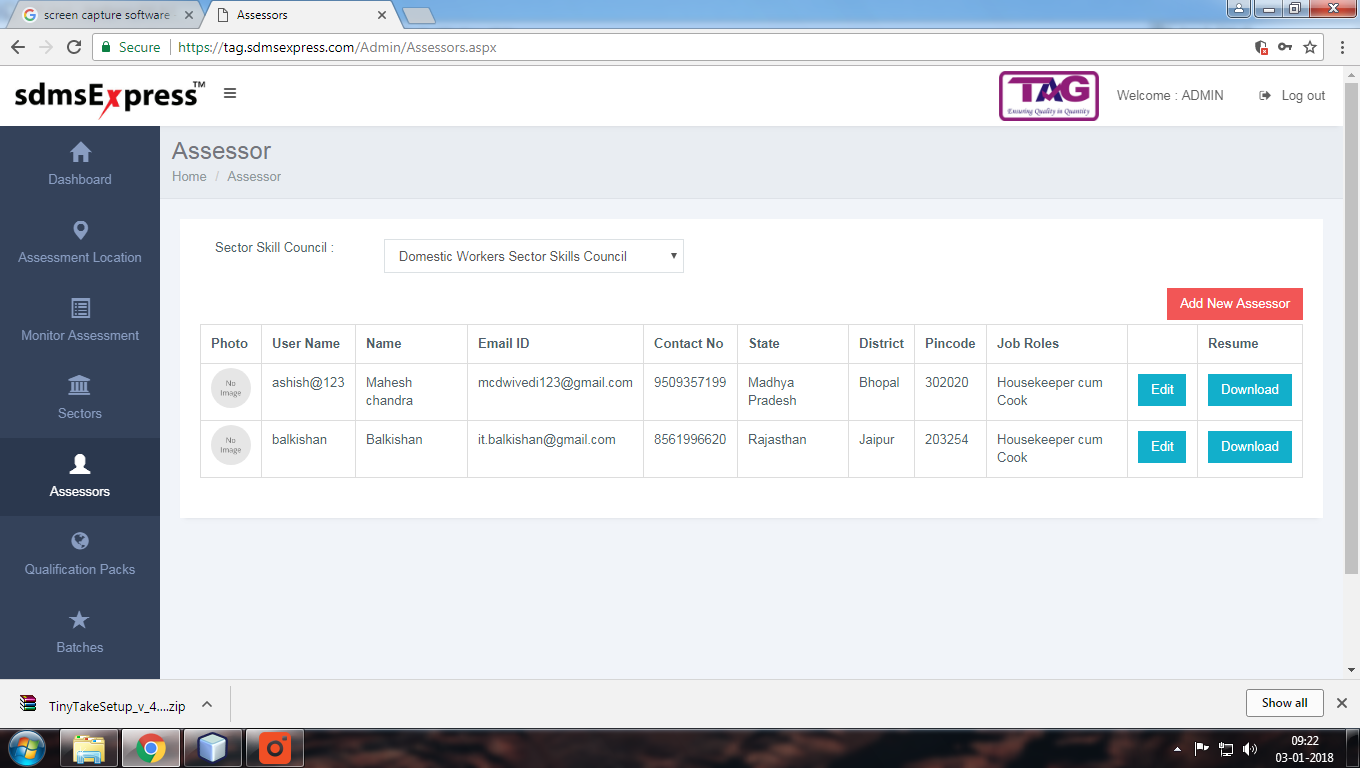 screen capture software
Assessors
Secure
https://tag.sdmsexpress.com/Admin/Assessors.aspx
sdmsExpress™
TAG
Ensuring Quality in Quantity
Welcome : ADMIN
Log out
Dashboard
Assessment Location
Monitor Assessment
Sectors
Assessors
Qualification Packs
Batches
Assessor
Home / Assessor
Sector Skill Council :
Domestic Workers Sector Skills Council
Add New Assessor
Photo User Name Name Email ID Contact No State District Pincode Job Roles Resume
No Image ashish@123 Mahesh chandra mcdwivedi123@gmail.com 9509357199 Madhya Pradesh Bhopal 302020 Housekeeper cum Cook Edit Download
No Image balkishan Balkishan it.balkishan@gmail.com 8561996620 Rajasthan Jaipur 203254 Housekeeper cum Cook Edit Download
TinyTakeSetup_v_4....zip
Show all
09:22
03-01-2018